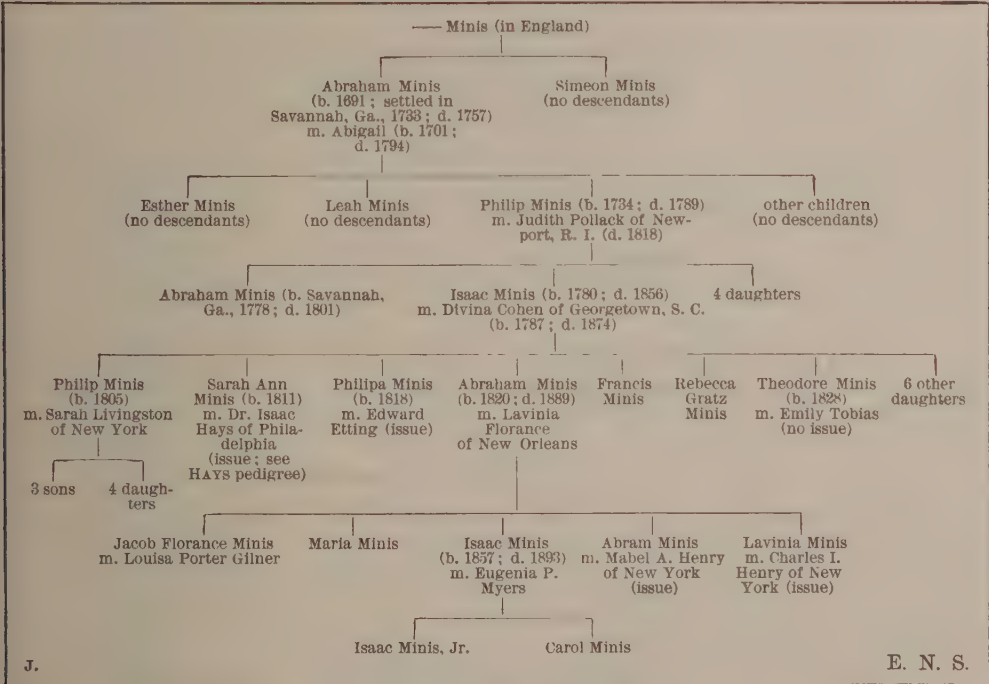 —— Minis (in England)
Abraham Minis
(b. 1691; settled in
Savannah, Ga., 1733; d. 1757)
m. Abigail (b. 1701;
d. 1794)
Simeon Minis
(no descendants)
Esther Minis
(no descendants)
Leah Minis
(no descendants)
Philip Minis (b. 1734; d. 1789)
m. Judith Pollack of New-
port, R. I. (d. 1818)
other children
(no descendants)
Abraham Minis (b. Savannah,
Ga., 1778; d. 1801)
Isaac Minis (b. 1780; d. 1856)
m. Divina Cohen of Georgetown, S. C.
(b. 1787; d. 1874)
4 daughters
Philip Minis
(b. 1805)
m. Sarah Livingston
of New York
Sarah Ann
Minis (b. 1811)
m. Dr. Isaac
Hays of Phila-
delphia
(issue; see
HAYS pedigree)
Philipa Minis
(b. 1818)
m. Edward
Etting (issue)
Abraham Minis
(b. 1820; d. 1889)
m. Lavinia
Florance
of New Orleans
Francis
Minis
Rebecca
Gratz
Minis
Theodore Minis
(b. 1828)
m. Emily Tobias
(no issue)
6 other
daughters
3 sons
4 daugh-
ters
Jacob Florance Minis
m. Louisa Porter Gilner
Maria Minis
Isaac Minis
(b. 1857; d. 1893)
m. Eugenia P.
Myers
Abram Minis
m. Mabel A. Henry
of New York
(issue)
Lavinia Minis
m. Charles I.
Henry of New
York (issue)
Isaac Minis, Jr.
Carol Minis
J.
E. N. S.